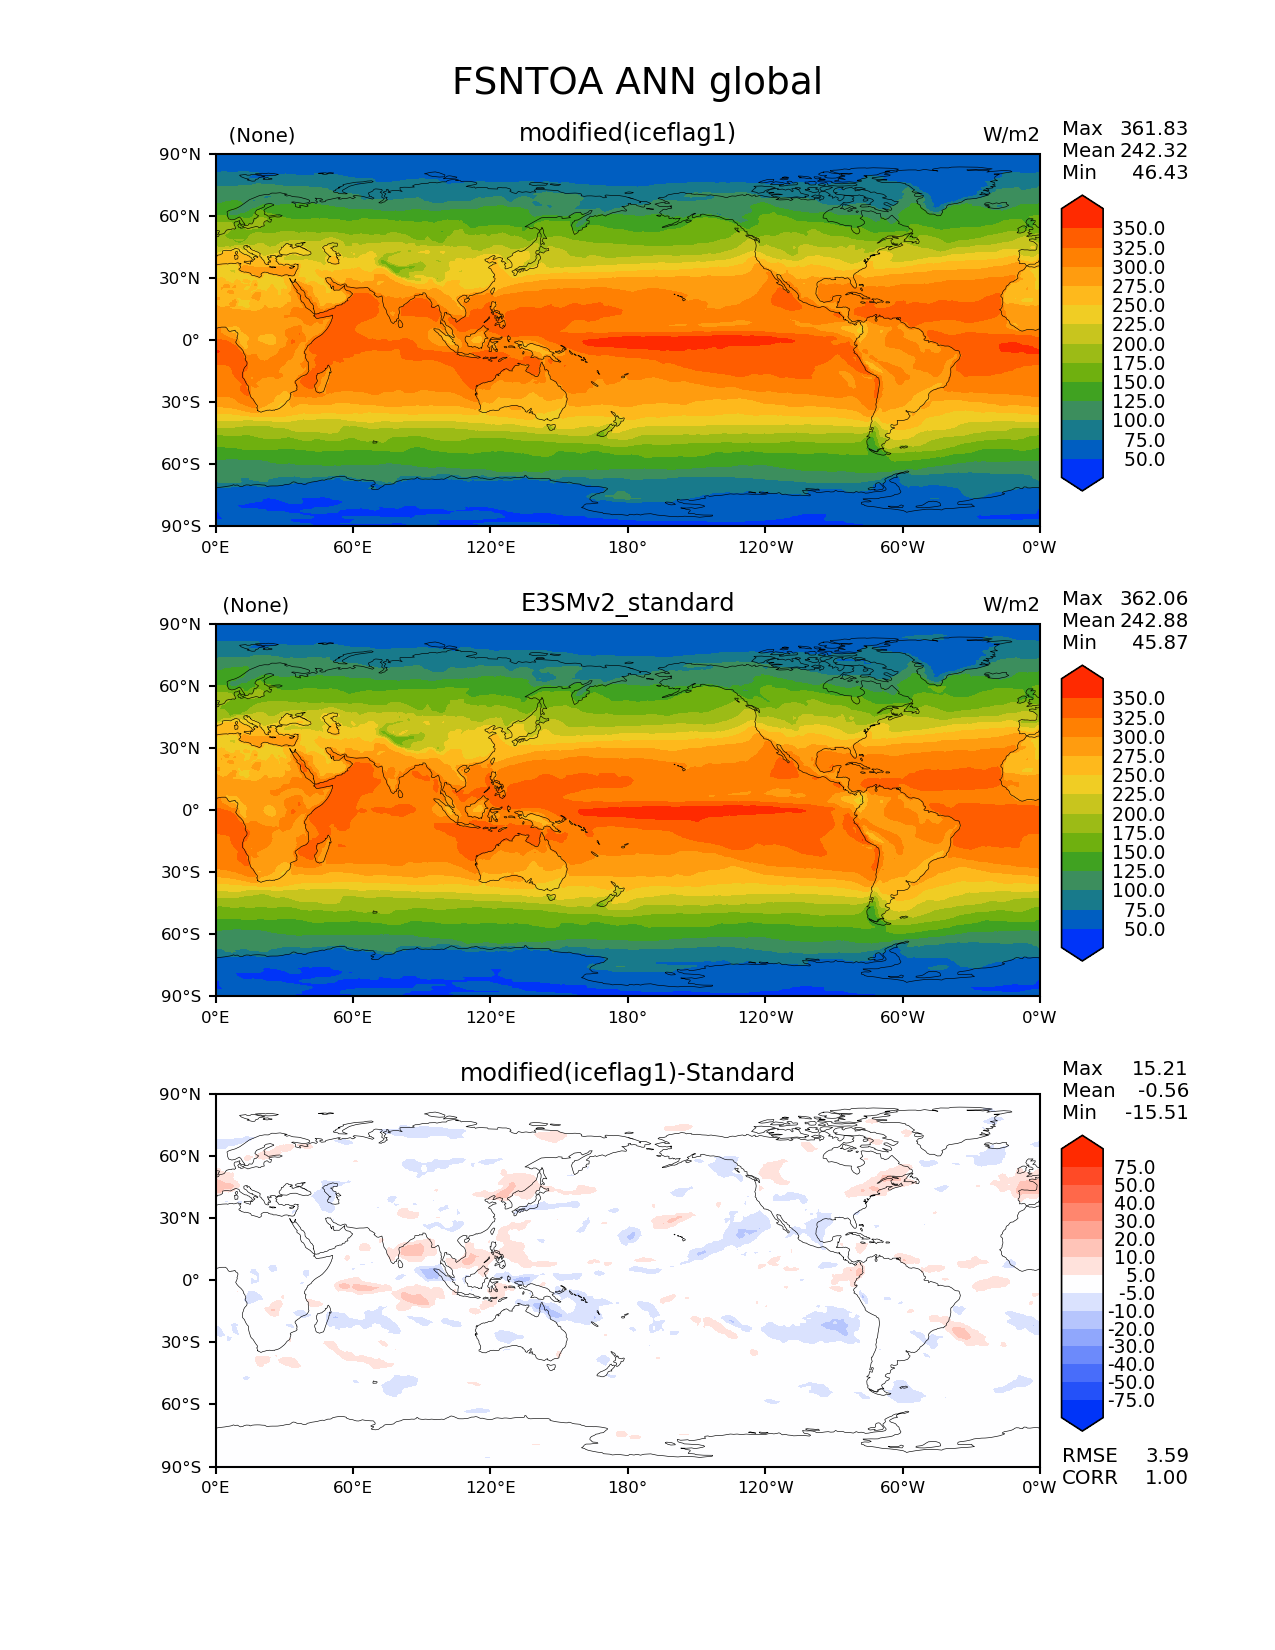 FSNTOA ANN global
(None) modified(iceflag1) W/m2
Max 361.83
Mean 242.32
Min 46.43
90°N
60°N
30°N
0°
30°S
60°S
90°S
0°E 60°E 120°E 180° 120°W 60°W 0°W
350.0
325.0
300.0
275.0
250.0
225.0
200.0
175.0
150.0
125.0
100.0
75.0
50.0
(None) E3SMv2_standard W/m2
Max 362.06
Mean 242.88
Min 45.87
90°N
60°N
30°N
0°
30°S
60°S
90°S
0°E 60°E 120°E 180° 120°W 60°W 0°W
350.0
325.0
300.0
275.0
250.0
225.0
200.0
175.0
150.0
125.0
100.0
75.0
50.0
modified(iceflag1)-Standard
Max 15.21
Mean -0.56
Min -15.51
90°N
60°N
30°N
0°
30°S
60°S
90°S
0°E 60°E 120°E 180° 120°W 60°W 0°W
75.0
50.0
40.0
30.0
20.0
10.0
5.0
-5.0
-10.0
-20.0
-30.0
-40.0
-50.0
-75.0
RMSE 3.59
CORR 1.00